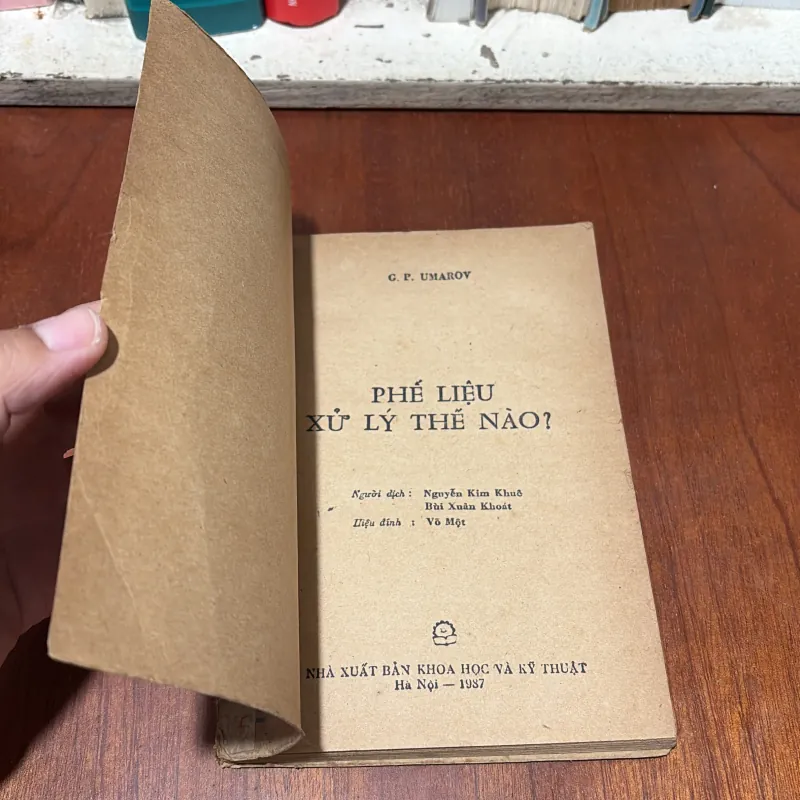 G. P. UMAROV
PHẾ LIỆU
XỬ LÝ THẾ NÀO?
Người dịch : Nguyễn Kim Khuê
Bùi Xuân Khoát
Hiệu đính : Võ Một
NHÀ XUẤT BẢN KHOA HỌC VÀ KỸ THUẬT
Hà Nội — 1987